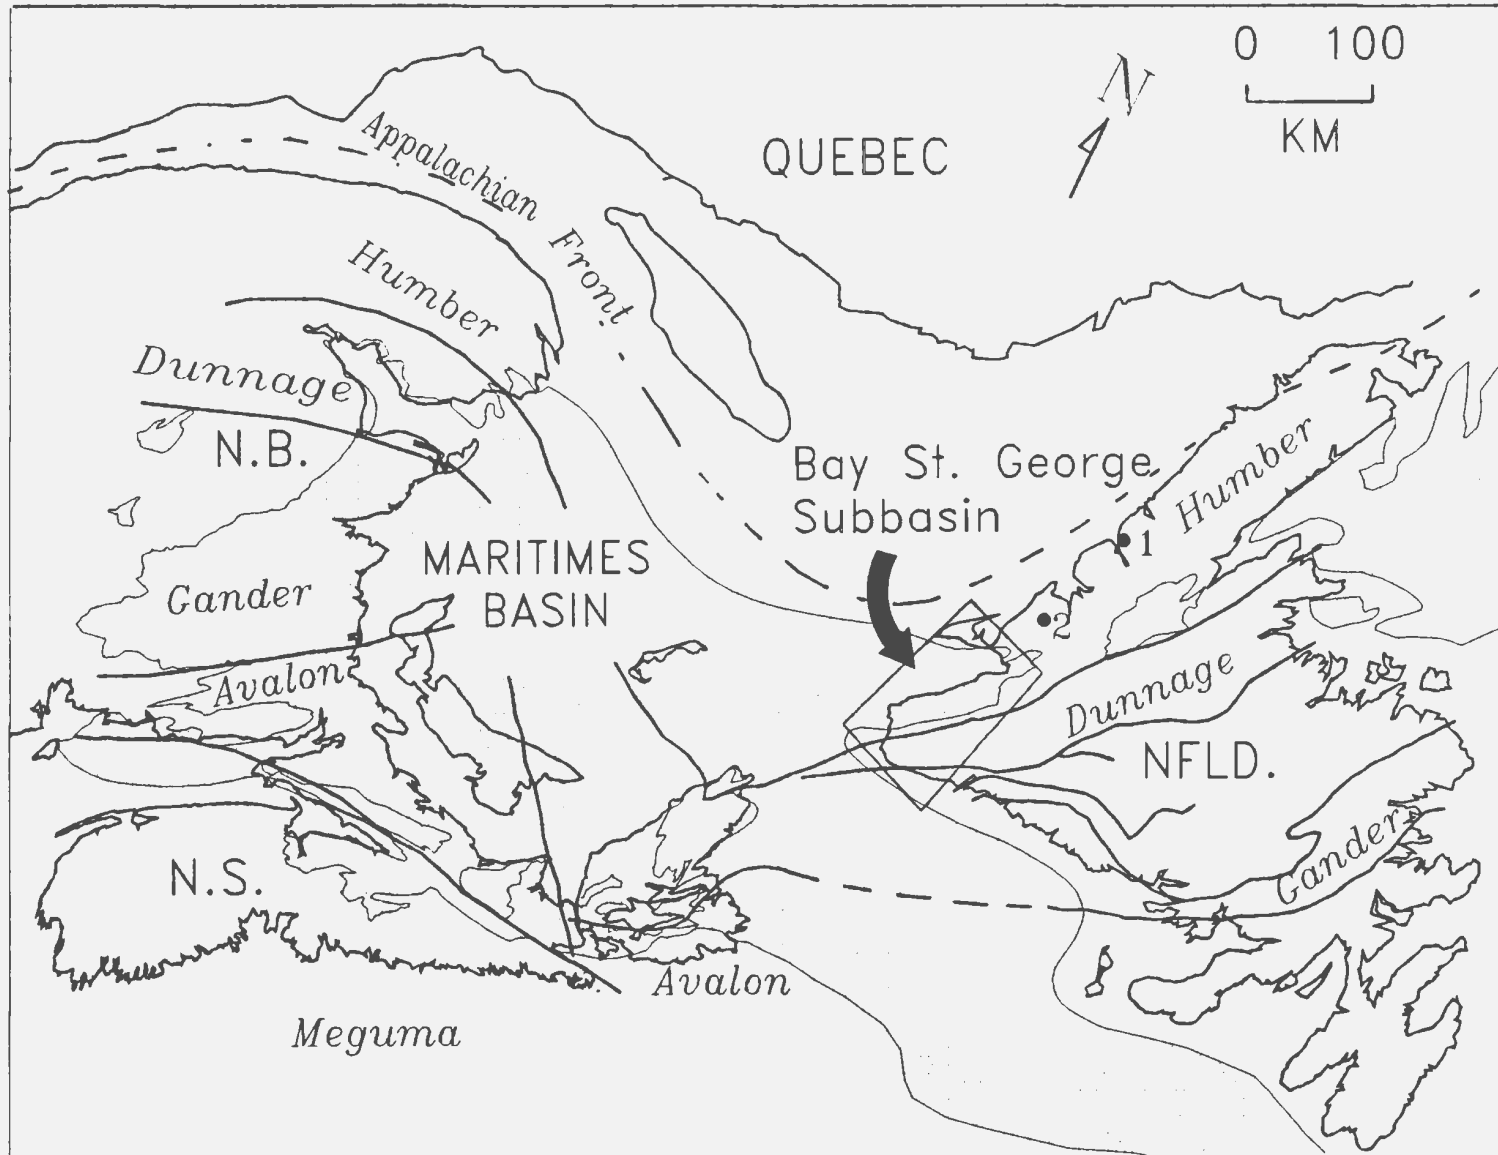 0 100
KM
N
QUEBEC
Appalachian
Front
Humber
Dunnage
N.B.
Bay St. George
Subbasin
Humber
1
MARITIMES
BASIN
Gander
2
Avalon
Dunnage
NFLD.
N.S.
Gander
Avalon
Meguma